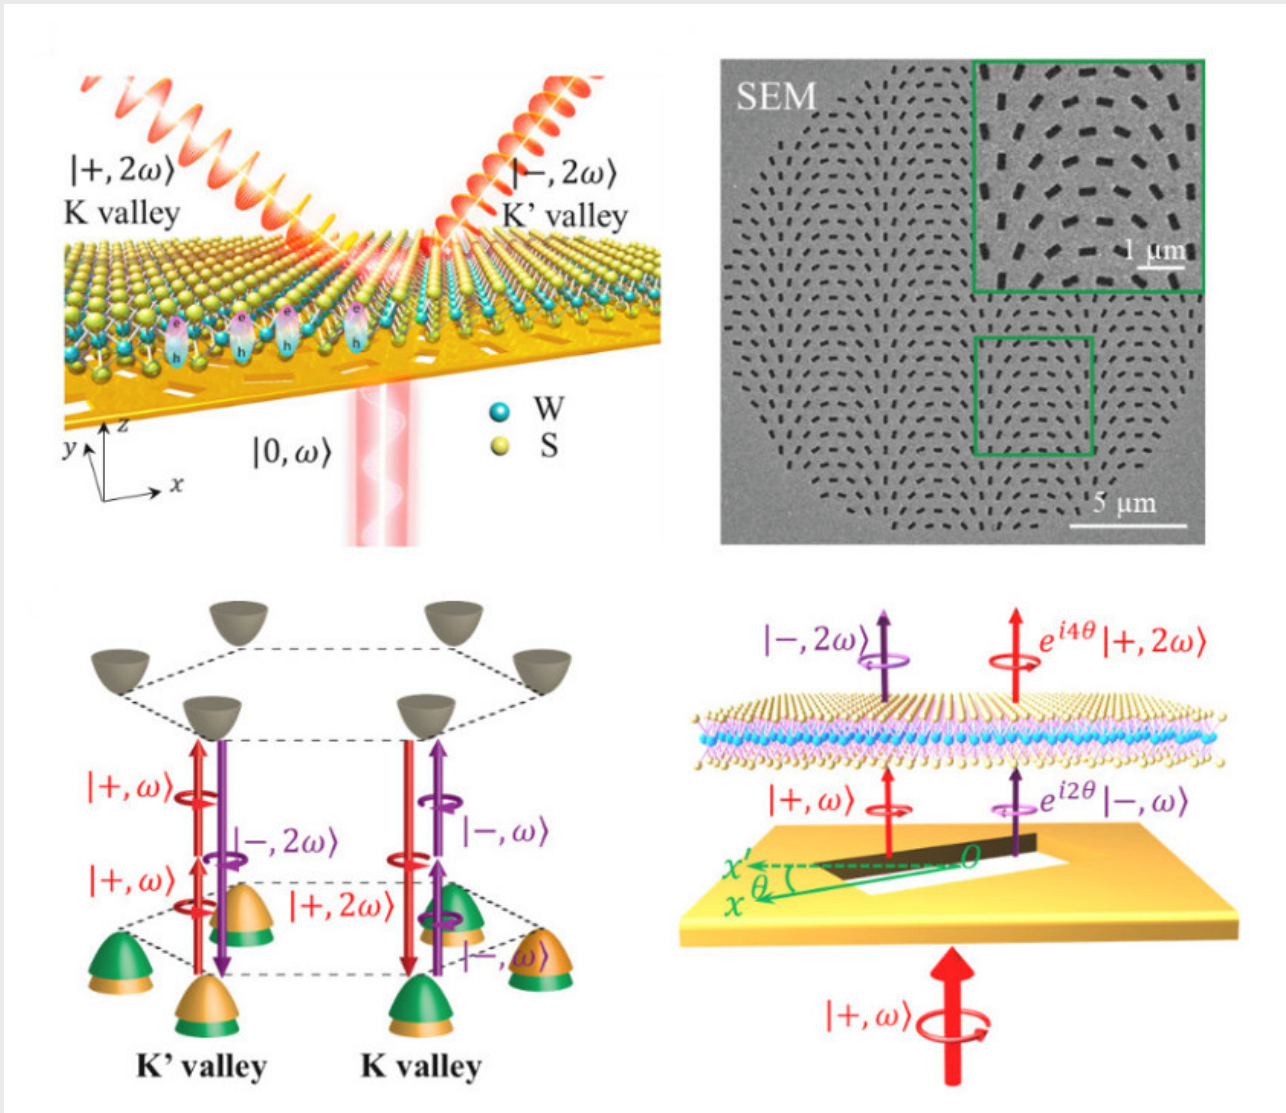 |+, 2ω⟩
K valley
|−, 2ω⟩
K' valley
e
e
e
e
h
h
h
h
|0, ω⟩
W
S
z
y
x
SEM
1 μm
5 μm
|+, ω⟩
|+, ω⟩
|−, 2ω⟩
|+, 2ω⟩
|−, ω⟩
|−, ω⟩
K’ valley
K valley
|−, 2ω⟩
e^{i4θ}|+, 2ω⟩
|+, ω⟩
e^{i2θ}|−, ω⟩
x'
O
θ
x
|+, ω⟩